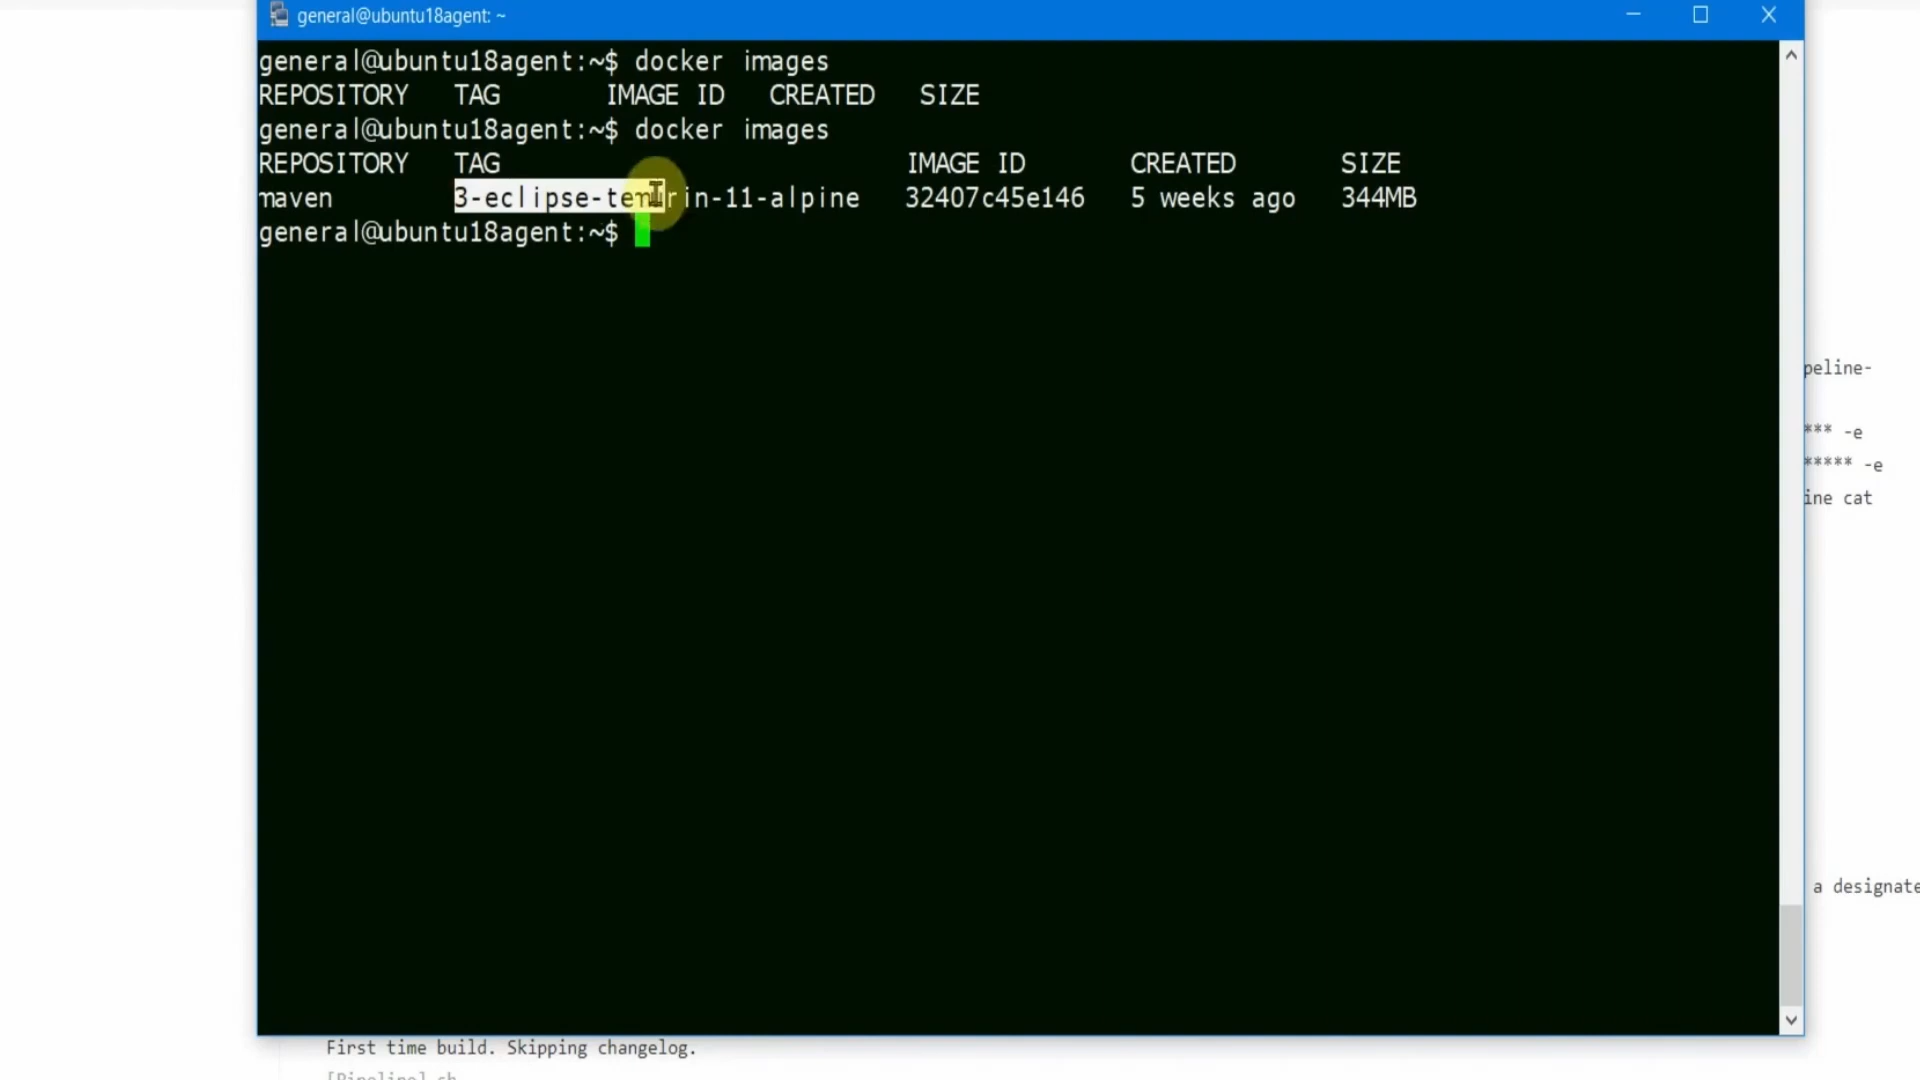 general@ubuntu18agent: ~
general@ubuntu18agent:~$ docker images
REPOSITORY TAG IMAGE ID CREATED SIZE
general@ubuntu18agent:~$ docker images
REPOSITORY TAG IMAGE ID CREATED SIZE
maven 3-eclipse-temurin-11-alpine 32407c45e146 5 weeks ago 344MB
general@ubuntu18agent:~$
peline-
*** -e
***** -e
ine cat
a designate
First time build. Skipping changelog.
[Pipeline] sh